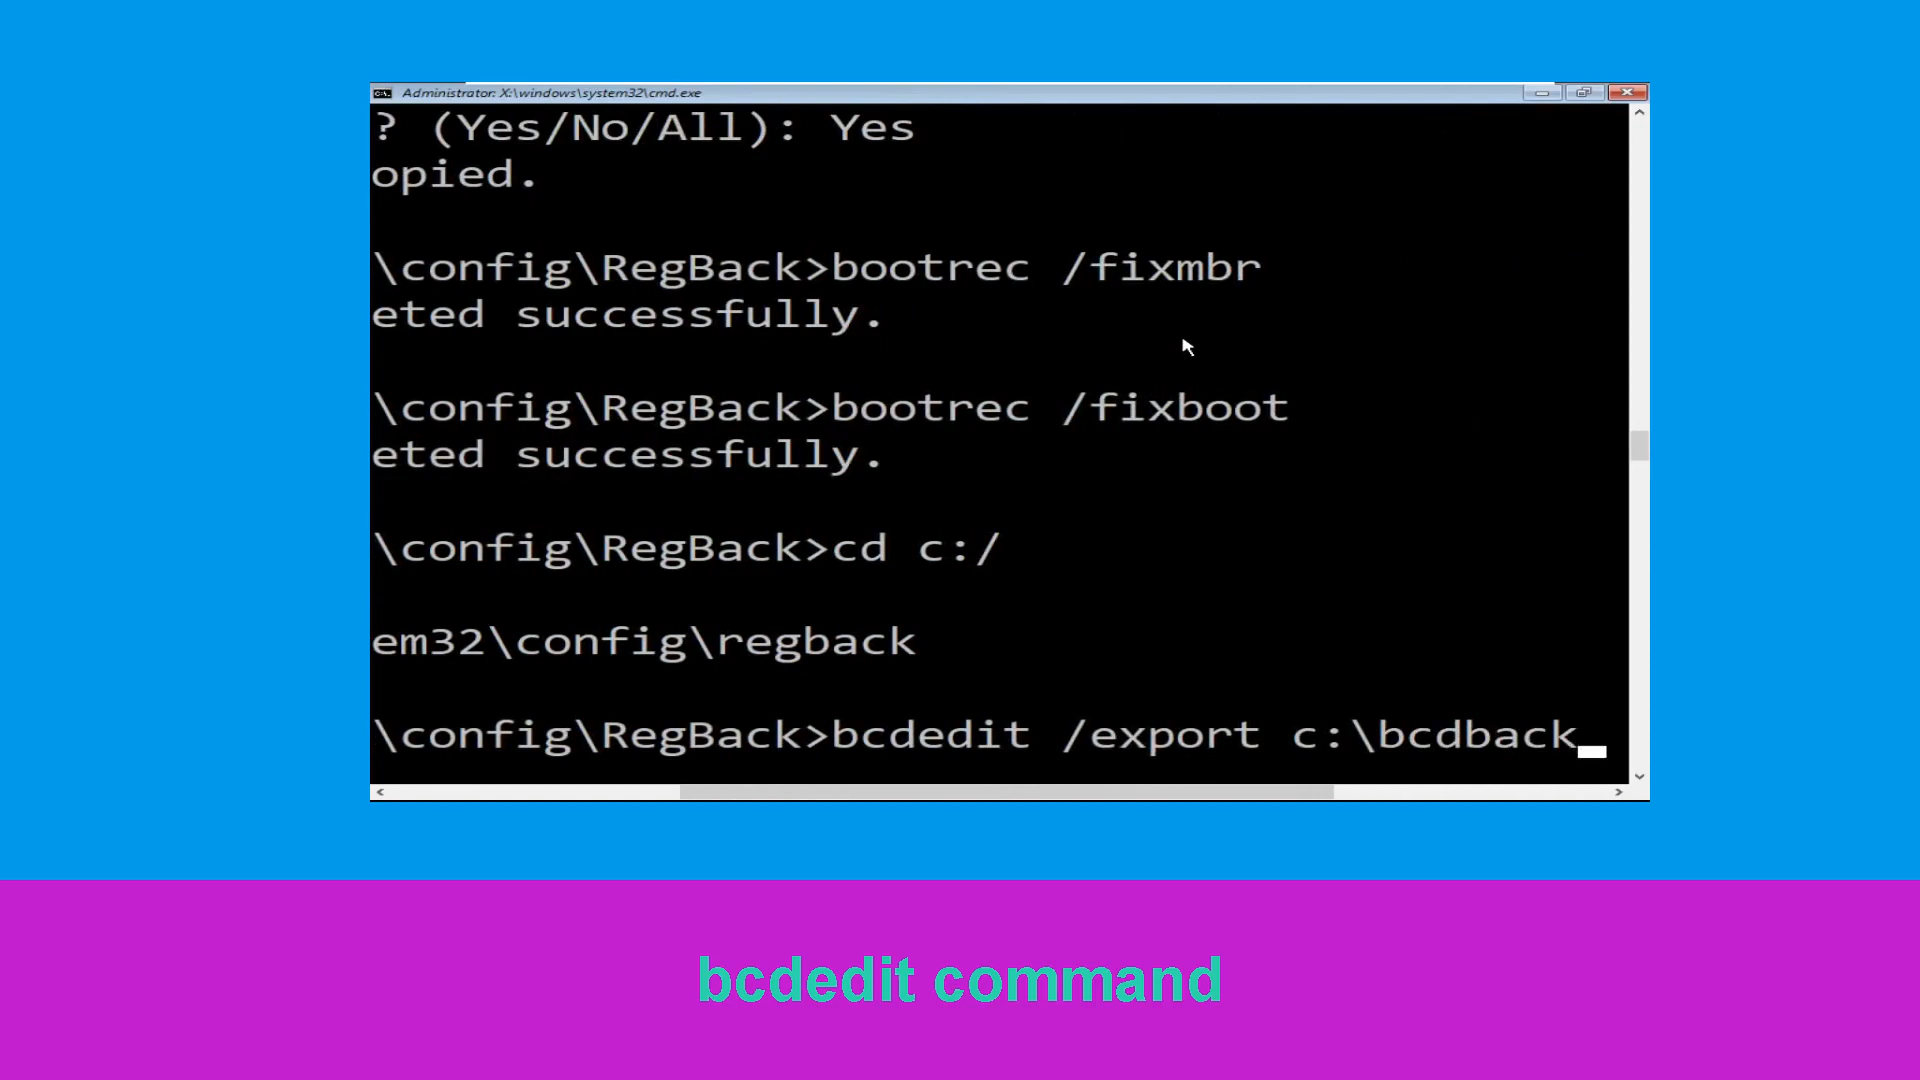 Administrator: X:\windows\system32\cmd.exe
? (Yes/No/All): Yes
opied.
\config\RegBack>bootrec /fixmbr
eted successfully.
\config\RegBack>bootrec /fixboot
eted successfully.
\config\RegBack>cd c:/
em32\config\regback
\config\RegBack>bcdedit /export c:\bcdback
bcdedit command